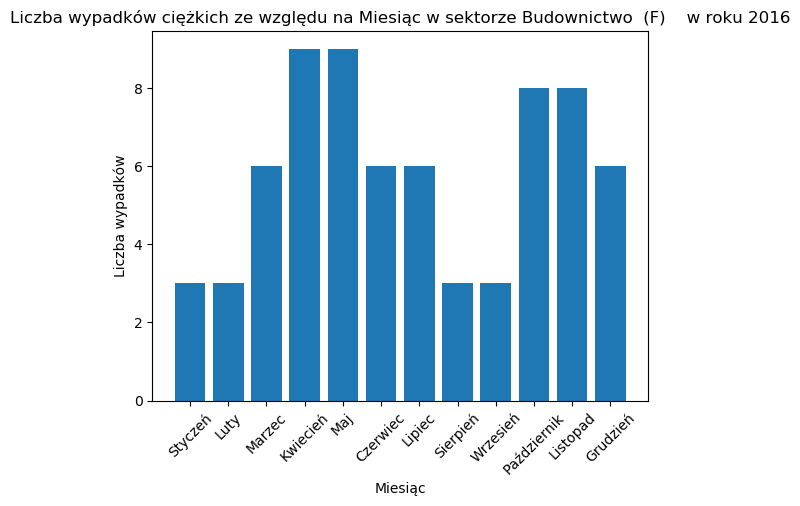 Liczba wypadków ciężkich ze względu na Miesiąc w sektorze Budownictwo  (F)    w roku 2016
Liczba wypadków
8
6
4
2
0
Styczeń
Luty
Marzec
Kwiecień
Maj
Czerwiec
Lipiec
Sierpień
Wrzesień
Październik
Listopad
Grudzień
Miesiąc